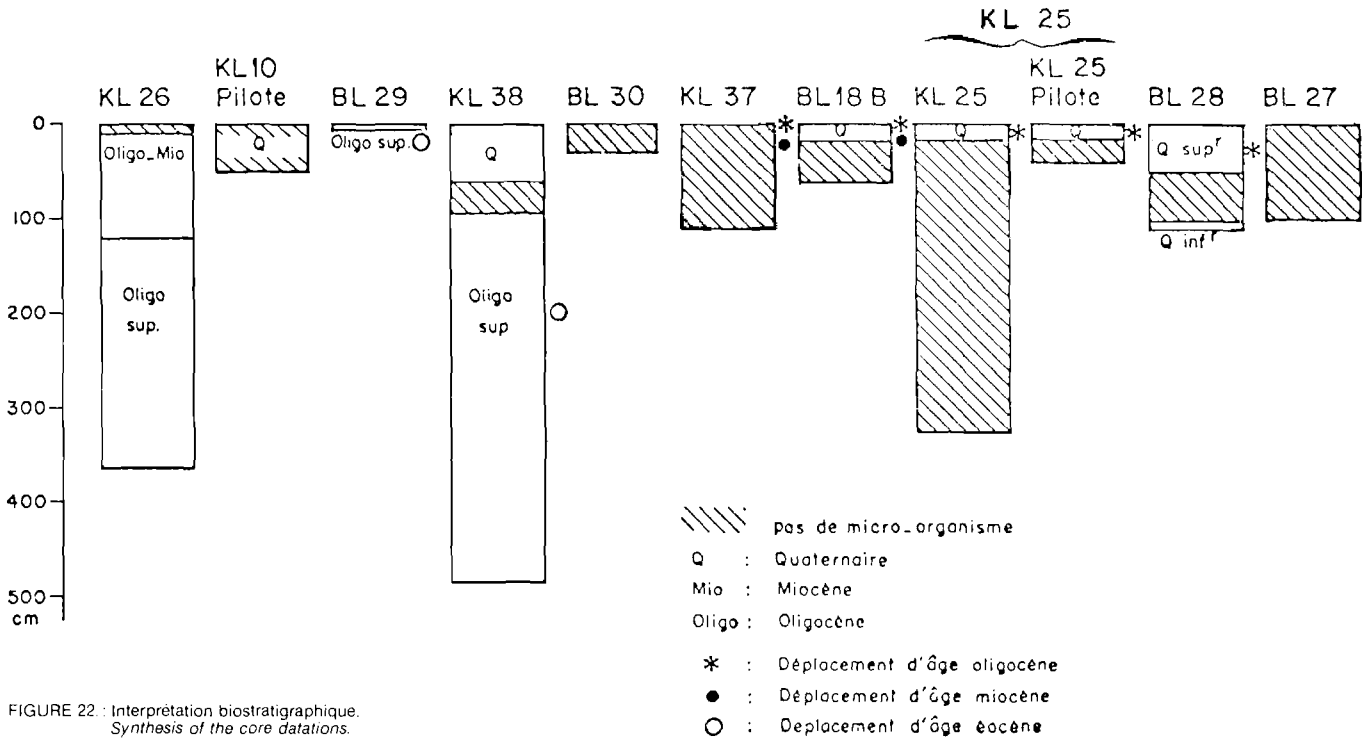 KL 25
KL 26
KL10
Pilote
BL 29
KL 38
BL 30
KL 37
BL18 B
KL 25
KL 25
Pilote
BL 28
BL 27
0
100
200
300
400
500
cm
Oligo_Mio
Oligo
sup.
Q
Oligo sup.
Q
Oligo
sup
Q
Q
Q
Q supr
Q infr
pas de micro_organisme
Q : Quaternaire
Mio : Miocène
Oligo : Oligocène
* : Déplacement d'âge oligocène
● : Déplacement d'âge miocène
○ : Deplacement d'âge éocène
FIGURE 22. : Interprétation biostratigraphique.
Synthesis of the core datations.